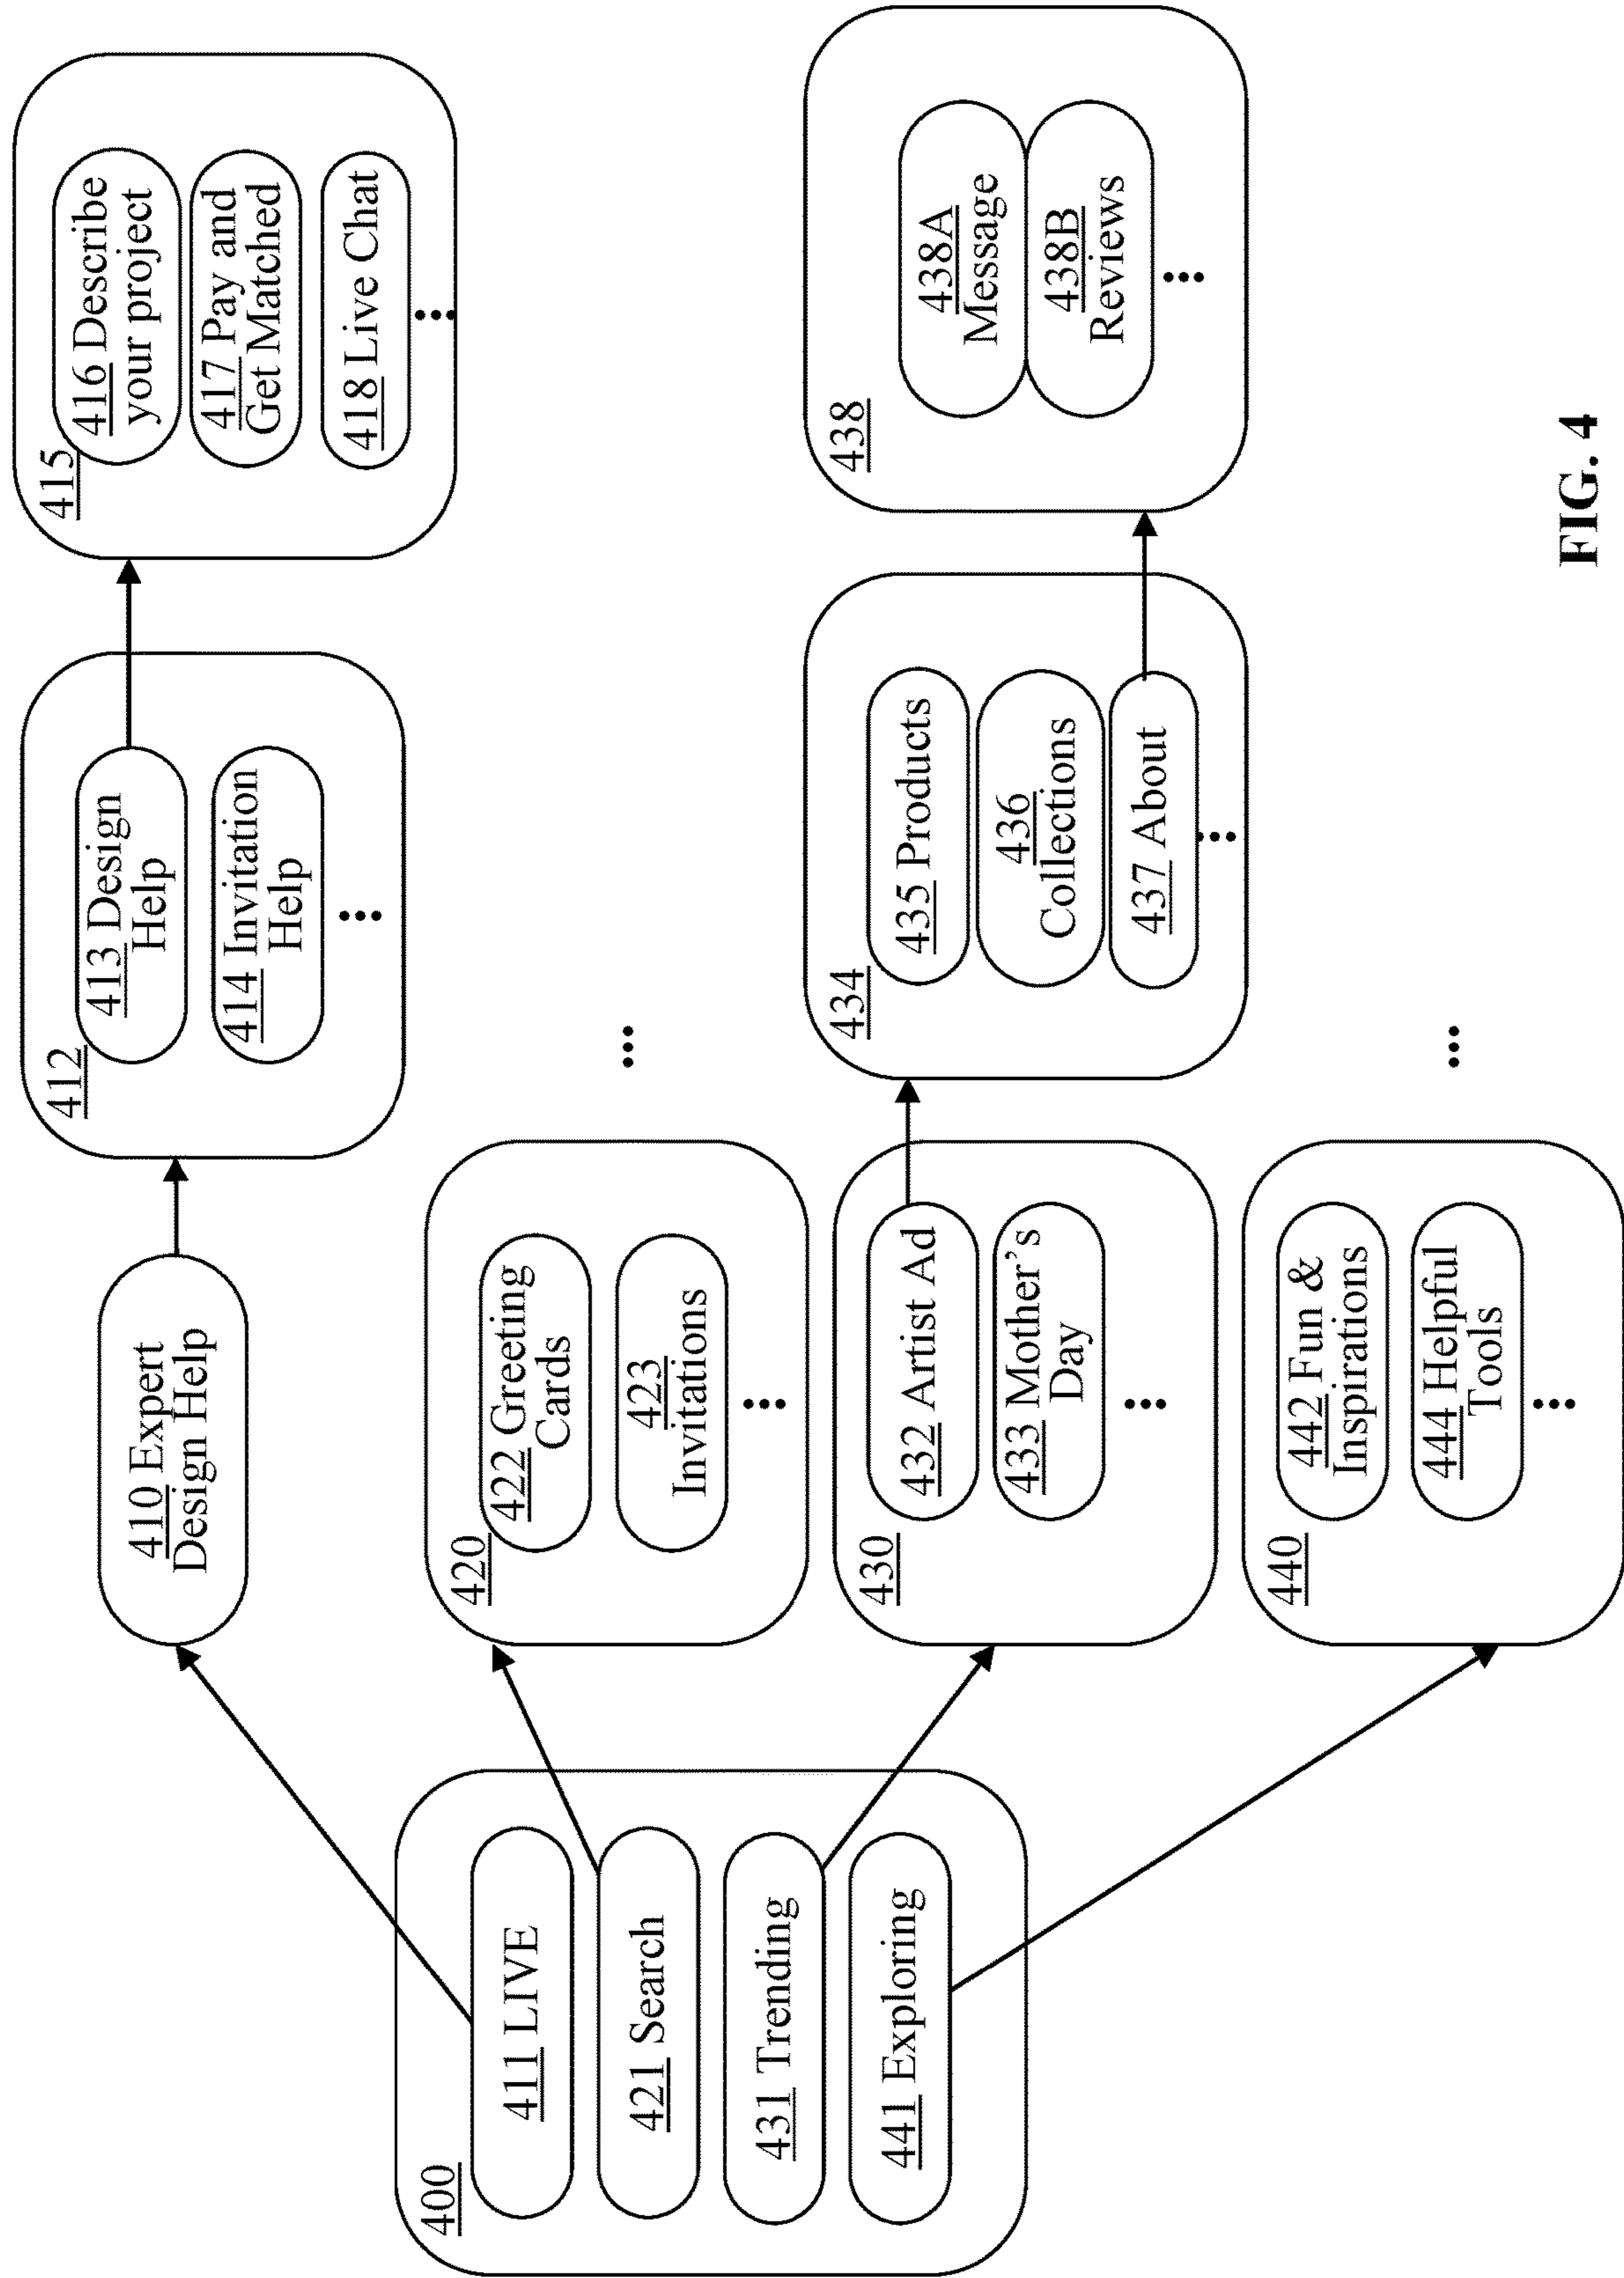 400
411 LIVE
421 Search
431 Trending
441 Exploring
410 Expert
Design Help
412
413 Design
Help
414 Invitation
Help
...
415
416 Describe
your project
417 Pay and
Get Matched
418 Live Chat
...
420
422 Greeting
Cards
423
Invitations
...
...
430
432 Artist Ad
433 Mother's
Day
...
434
435 Products
436
Collections
437 About
...
438
438A
Message
438B
Reviews
...
440
442 Fun &
Inspirations
444 Helpful
Tools
...
...
FIG. 4